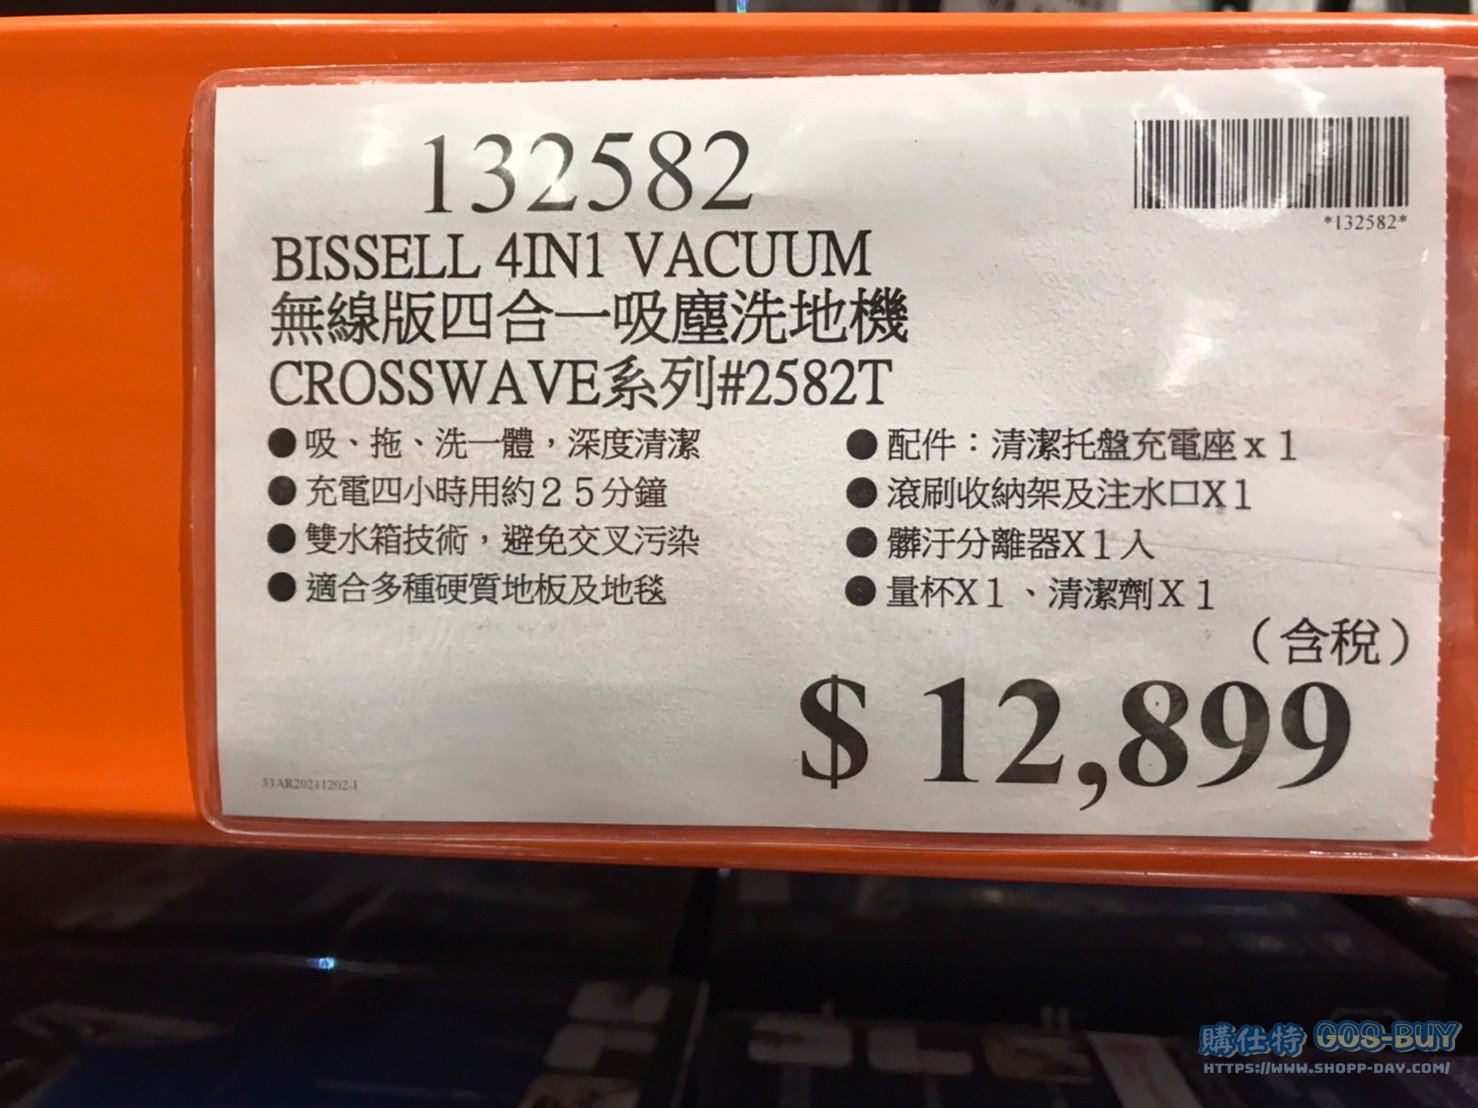 132582
*132582*
BISSELL 4IN1 VACUUM
無線版四合一吸塵洗地機
CROSSWAVE系列#2582T
●吸、拖、洗一體，深度清潔
●充電四小時用約25分鐘
●雙水箱技術，避免交叉污染
●適合多種硬質地板及地毯
●配件：清潔托盤充電座x1
●滾刷收納架及注水口X1
●髒汙分離器X1入
●量杯X1、清潔劑X1
（含稅）
$ 12,899
33AR20211202-1
購仕特 GOS-BUY
HTTPS://WWW.SHOPP-DAY.COM/